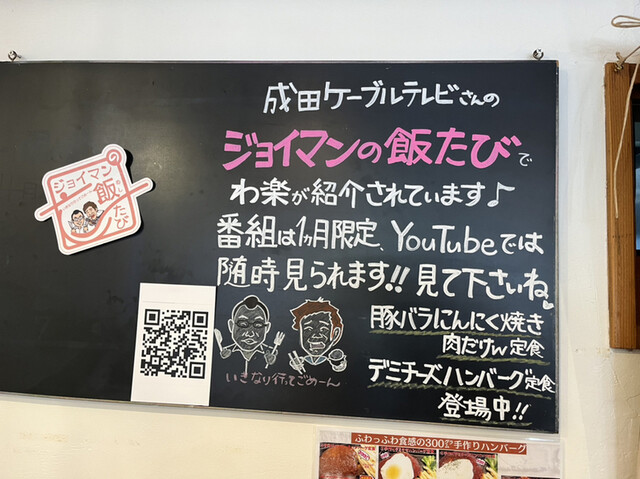 成田ケーブルテレビさんの
ジョイマンの飯たびで
わ楽が紹介されています♪
番組は1ヵ月限定、YouTubeでは
随時見られます!!見て下さいね
豚バラにんにく焼き
肉だけW定食
デミチーズハンバーグ定食
登場中!!
いきなり行ってごめーん
ジョイマンの
飯
たび
ふわっふわ食感の300g手作りハンバーグ